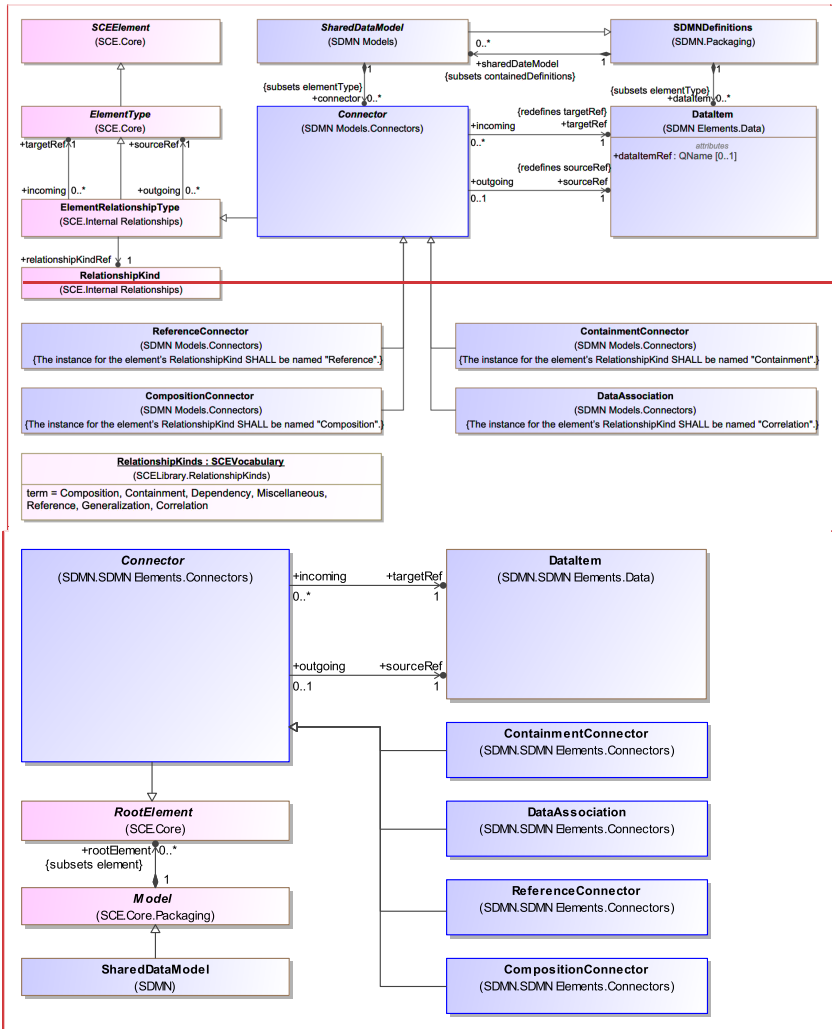 SCEElement
(SCE.Core)
SharedDataModel
(SDMN Models)
SDMNDefinitions
(SDMN.Packaging)
0..*
+sharedDateModel
1
{subsets containedDefinitions}
1
1
{subsets elementType}
+connector 0..*
{subsets elementType}
+dataItem 0..*
ElementType
(SCE.Core)
+targetRef 1
+sourceRef 1
+incoming 0..*
+outgoing 0..*
Connector
(SDMN Models.Connectors)
{redefines targetRef}
+incoming
+targetRef
0..*
1
{redefines sourceRef}
+outgoing
+sourceRef
0..1
1
DataItem
(SDMN Elements.Data)
attributes
+dataItemRef : QName [0..1]
ElementRelationshipType
(SCE.Internal Relationships)
+relationshipKindRef 1
RelationshipKind
(SCE.Internal Relationships)
ReferenceConnector
(SDMN Models.Connectors)
{The instance for the element's RelationshipKind SHALL be named "Reference".}
ContainmentConnector
(SDMN Models.Connectors)
{The instance for the element's RelationshipKind SHALL be named "Containment".}
CompositionConnector
(SDMN Models.Connectors)
{The instance for the element's RelationshipKind SHALL be named "Composition".}
DataAssociation
(SDMN Models.Connectors)
{The instance for the element's RelationshipKind SHALL be named "Correlation".}
RelationshipKinds : SCEVocabulary
(SCELibrary.RelationshipKinds)
term = Composition, Containment, Dependency, Miscellaneous,
Reference, Generalization, Correlation
Connector
(SDMN.SDMN Elements.Connectors)
+incoming
+targetRef
0..*
1
+outgoing
+sourceRef
0..1
1
DataItem
(SDMN.SDMN Elements.Data)
ContainmentConnector
(SDMN.SDMN Elements.Connectors)
DataAssociation
(SDMN.SDMN Elements.Connectors)
ReferenceConnector
(SDMN.SDMN Elements.Connectors)
CompositionConnector
(SDMN.SDMN Elements.Connectors)
RootElement
(SCE.Core)
+rootElement 0..*
{subsets element}
1
Model
(SCE.Core.Packaging)
SharedDataModel
(SDMN)